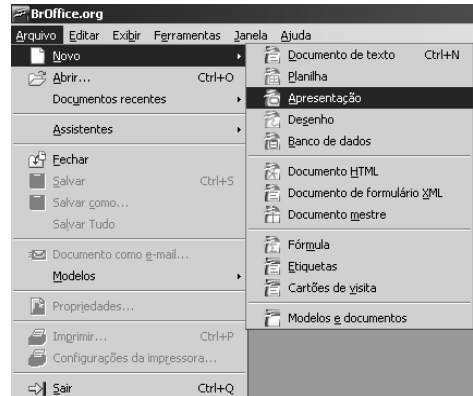 BrOffice.org
Arquivo Editar Exibir Ferramentas Janela Ajuda
Novo
Abrir... Ctrl+O
Documentos recentes
Assistentes
Fechar
Salvar Ctrl+S
Salvar como...
Salvar Tudo
Documento como e-mail...
Modelos
Propriedades...
Imprimir... Ctrl+P
Configurações da impressora...
Sair Ctrl+Q
Documento de texto Ctrl+N
Planilha
Apresentação
Desenho
Banco de dados
Documento HTML
Documento de formulário XML
Documento mestre
Fórmula
Etiquetas
Cartões de visita
Modelos e documentos